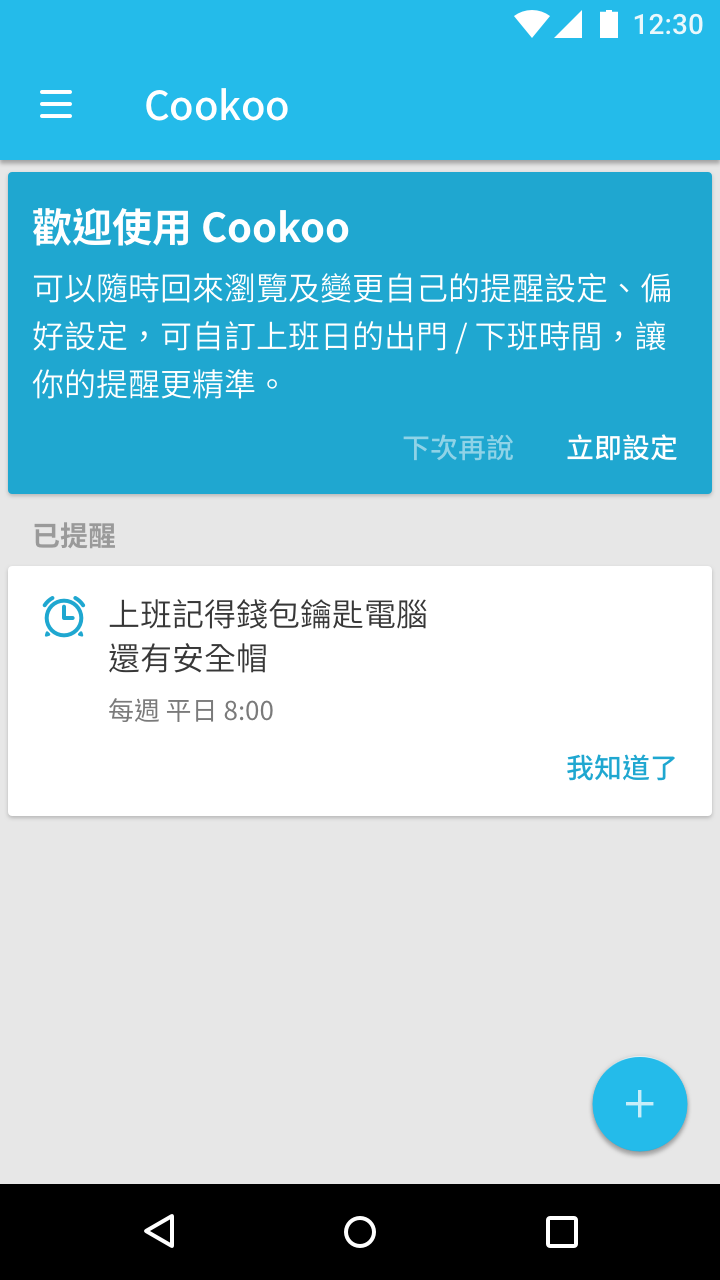 12:30
Cookoo
歡迎使用 Cookoo
可以隨時回來瀏覽及變更自己的提醒設定、偏
好設定，可自訂上班日的出門 / 下班時間，讓
你的提醒更精準。
下次再說 立即設定
已提醒
上班記得錢包鑰匙電腦
還有安全帽
每週 平日 8:00
我知道了